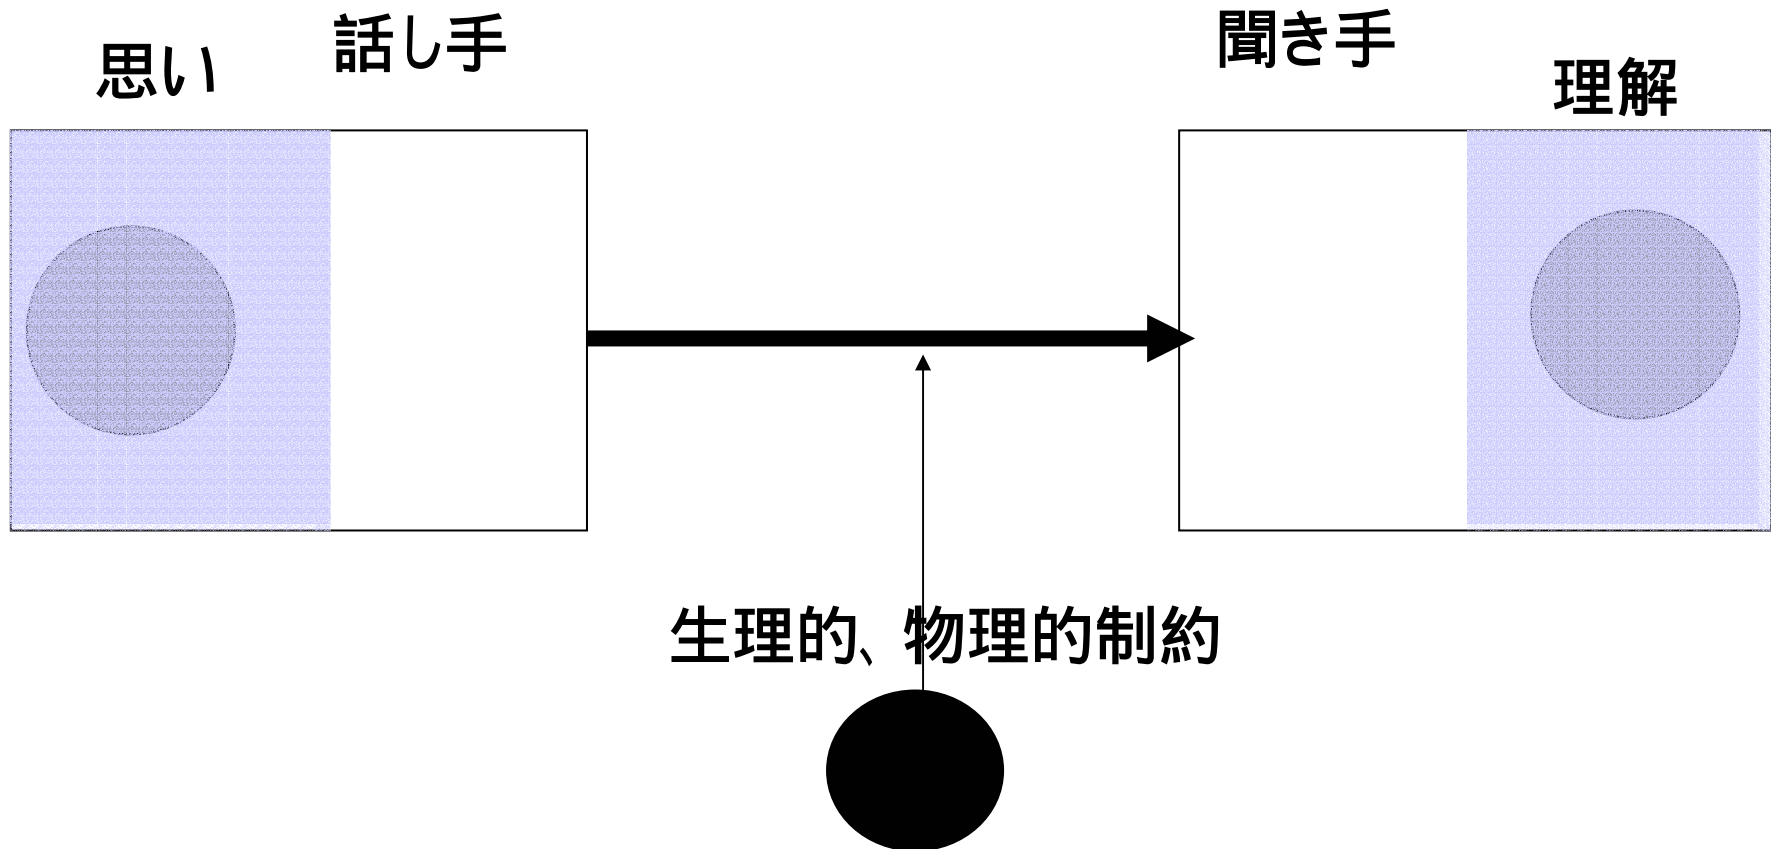 思い
話し手
聞き手
理解
生理的、物理的制約